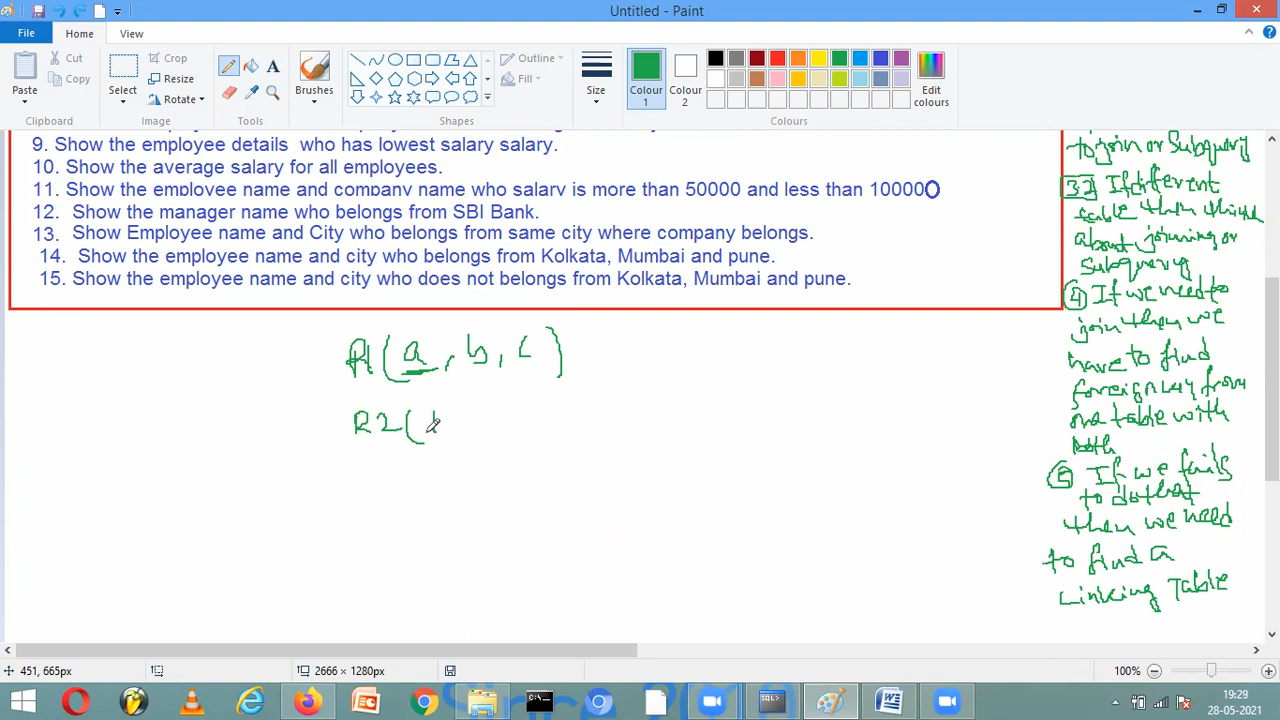 Untitled - Paint
File
Home
View
Paste
Cut
Copy
Select
Crop
Resize
Rotate
Brushes
Outline
Fill
Size
Colour 1
Colour 2
Edit colours
Clipboard
Image
Tools
Shapes
Colours
9. Show the employee details who has lowest salary salary.
10. Show the average salary for all employees.
11. Show the employee name and company name who salary is more than 50000 and less than 100000
12. Show the manager name who belongs from SBI Bank.
13. Show Employee name and City who belongs from same city where company belongs.
14. Show the employee name and city who belongs from Kolkata, Mumbai and pune.
15. Show the employee name and city who does not belongs from Kolkata, Mumbai and pune.
R1(a, b, c)
R2(
to join or Subquery
If different
table then think
about joining or
Subquery
4 If we need to
join then we
have to find
foreign key from
one table with
both
If we fails
to do that
then we need
to find a
Linking Table
451, 665px
2666 × 1280px
100%
SQL>
Since 20
19:29
28-05-2021